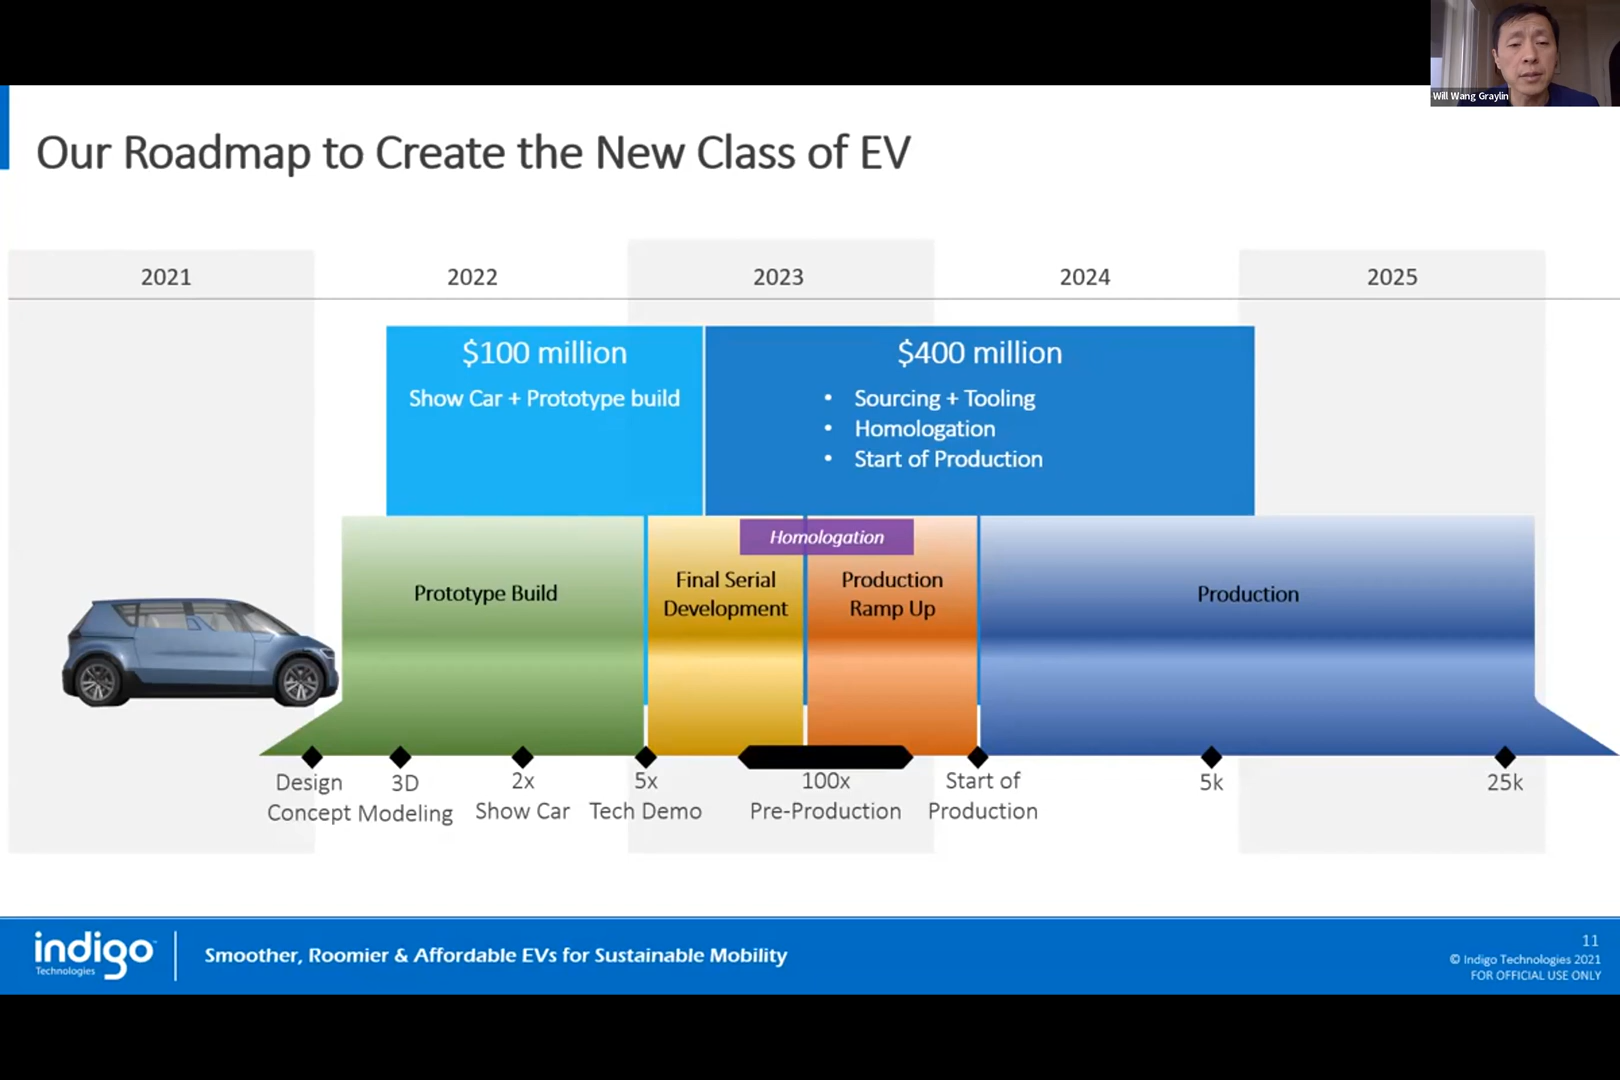 Will Wang Graylin
Our Roadmap to Create the New Class of EV
2021
2022
2023
2024
2025
$100 million
Show Car + Prototype build
$400 million
• Sourcing + Tooling
• Homologation
• Start of Production
Homologation
Prototype Build
Final Serial
Development
Production
Ramp Up
Production
Design
Concept
3D
Modeling
2x
Show Car
5x
Tech Demo
100x
Pre-Production
Start of
Production
5k
25k
indigo
Technologies
Smoother, Roomier & Affordable EVs for Sustainable Mobility
11
© Indigo Technologies 2021
FOR OFFICIAL USE ONLY